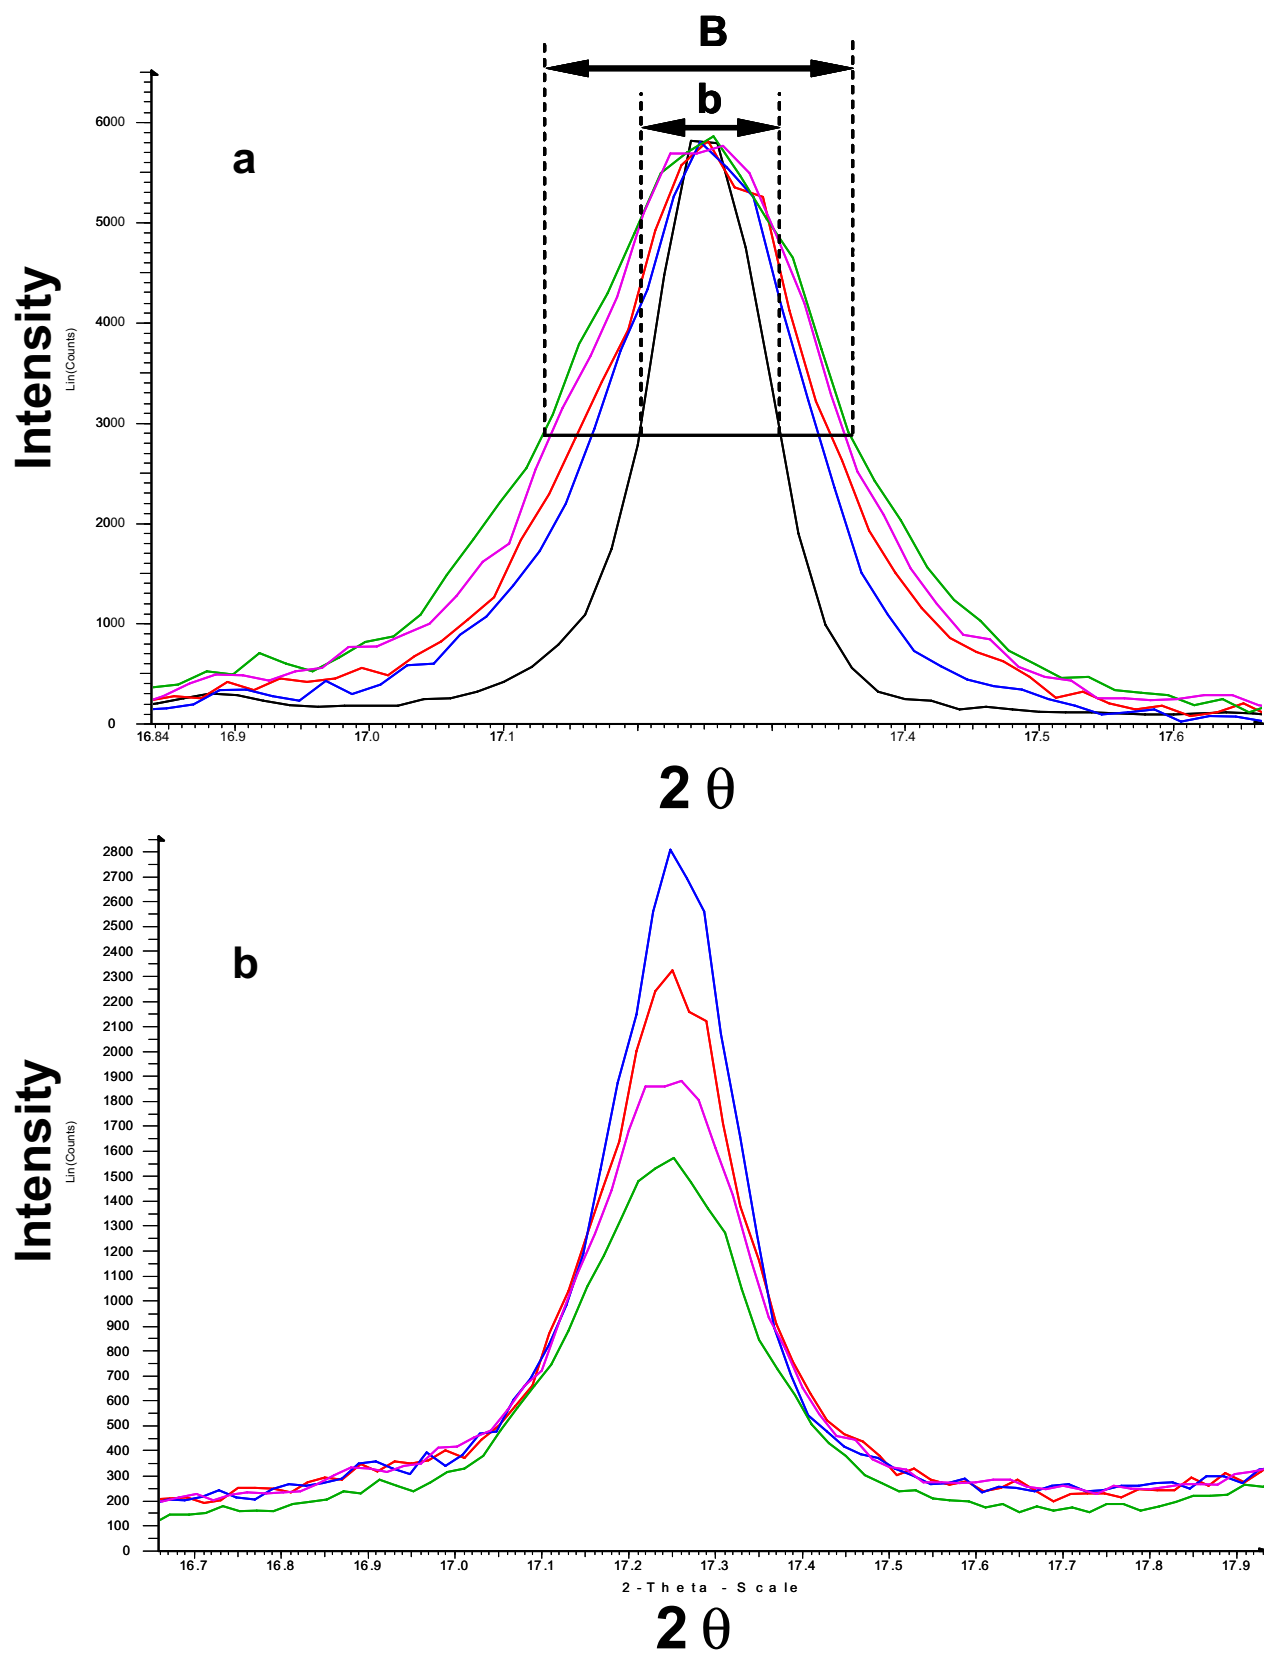 B
b
a
6000
5000
4000
3000
2000
1000
0
Intensity
Lin(Counts)
16.84 16.9 17.0 17.1 17.4 17.5 17.6
2 θ
b
2800
2700
2600
2500
2400
2300
2200
2100
2000
1900
1800
1700
1600
1500
1400
1300
1200
1100
1000
900
800
700
600
500
400
300
200
100
0
Intensity
Lin(Counts)
16.7 16.8 16.9 17.0 17.1 17.2 17.3 17.4 17.5 17.6 17.7 17.8 17.9
2-Theta - Scale
2 θ